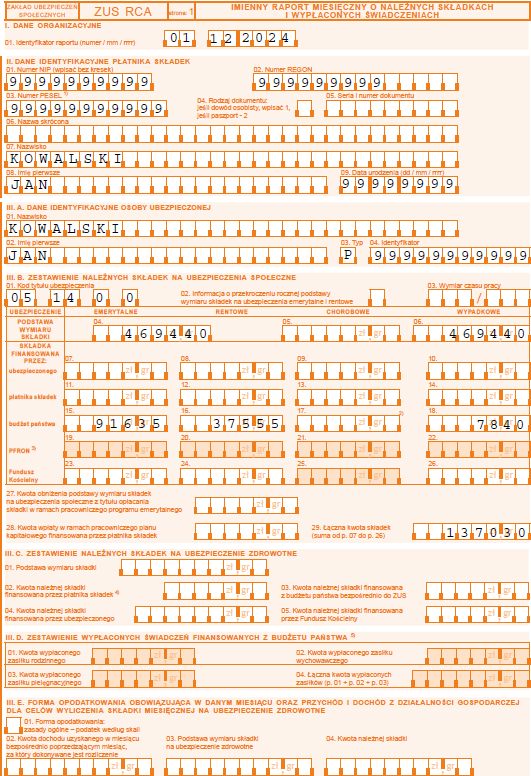 ZAKŁAD UBEZPIECZEŃ SPOŁECZNYCH
ZUS RCA
strona: 1
IMIENNY RAPORT MIESIĘCZNY O NALEŻNYCH SKŁADKACH
I WYPŁACONYCH ŚWIADCZENIACH
I. DANE ORGANIZACYJNE
01. Identyfikator raportu (numer / mm / rrrr)
01 122024
II. DANE IDENTYFIKACYJNE PŁATNIKA SKŁADEK
01. Numer NIP (wpisać bez kresek)
02. Numer REGON
9999999999
999999999
03. Numer PESEL 1)
04. Rodzaj dokumentu:
jeśli dowód osobisty, wpisać 1,
jeśli paszport - 2
05. Seria i numer dokumentu
99999999999
06. Nazwa skrócona
07. Nazwisko
KOWALSKI
08. Imię pierwsze
09. Data urodzenia (dd / mm / rrrr)
JAN
99999999
III. A. DANE IDENTYFIKACYJNE OSOBY UBEZPIECZONEJ
01. Nazwisko
KOWALSKI
02. Imię pierwsze
03. Typ
04. Identyfikator
JAN
P
99999999999
III. B. ZESTAWIENIE NALEŻNYCH SKŁADEK NA UBEZPIECZENIA SPOŁECZNE
01. Kod tytułu ubezpieczenia
02. Informacja o przekroczeniu rocznej podstawy
wymiaru składek na ubezpieczenia emerytalne i rentowe
03. Wymiar czasu pracy
05 14 0 0
/
UBEZPIECZENIE
EMERYTALNE
RENTOWE
CHOROBOWE
WYPADKOWE
PODSTAWA WYMIARU SKŁADKI
04.
469440
05.
zł gr
06.
469440
SKŁADKA FINANSOWANA PRZEZ:
ubezpieczonego
07.
zł gr
08.
zł gr
09.
zł gr
10.
zł gr
płatnika składek
11.
zł gr
12.
zł gr
13.
zł gr
14.
zł gr
budżet państwa
15.
91635
16.
37555
17.
zł gr
2)
18.
7840
PFRON 3)
19.
zł gr
20.
zł gr
21.
zł gr
22.
zł gr
Fundusz Kościelny
23.
zł gr
24.
zł gr
25.
zł gr
26.
zł gr
27. Kwota obniżenia podstawy wymiaru składek
na ubezpieczenia społeczne z tytułu opłacania
składki w ramach pracowniczego programu emerytalnego
zł gr
28. Kwota wpłaty w ramach pracowniczego planu
kapitałowego finansowana przez płatnika składek
zł gr
29. Łączna kwota składek
(suma od p. 07 do p. 26)
137030
III. C. ZESTAWIENIE NALEŻNYCH SKŁADEK NA UBEZPIECZENIE ZDROWOTNE
01. Podstawa wymiaru składki
zł gr
02. Kwota należnej składki
finansowana przez płatnika składek 4)
zł gr
03. Kwota należnej składki finansowana
z budżetu państwa bezpośrednio do ZUS
zł gr
04. Kwota należnej składki
finansowana przez ubezpieczonego
zł gr
05. Kwota należnej składki finansowana
przez Fundusz Kościelny
zł gr
III. D. ZESTAWIENIE WYPŁACONYCH ŚWIADCZEŃ FINANSOWANYCH Z BUDŻETU PAŃSTWA 5)
01. Kwota wypłaconego
zasiłku rodzinnego
zł gr
02. Kwota wypłaconego zasiłku
wychowawczego
zł gr
03. Kwota wypłaconego
zasiłku pielęgnacyjnego
zł gr
04. Łączna kwota wypłaconych
zasiłków (p. 01 + p. 02 + p. 03)
zł gr
III. E. FORMA OPODATKOWANIA OBOWIĄZUJĄCA W DANYM MIESIĄCU ORAZ PRZYCHÓD I DOCHÓD Z DZIAŁALNOŚCI GOSPODARCZEJ
DLA CELÓW WYLICZENIA SKŁADKI MIESIĘCZNEJ NA UBEZPIECZENIE ZDROWOTNE
01. Forma opodatkowania:
zasady ogólne – podatek według skali
02. Kwota dochodu uzyskanego w miesiącu
bezpośrednio poprzedzającym miesiąc,
za który dokonywane jest rozliczenie
03. Podstawa wymiaru składki
na ubezpieczenie zdrowotne
04. Kwota należnej składki
zł gr
zł gr
zł gr